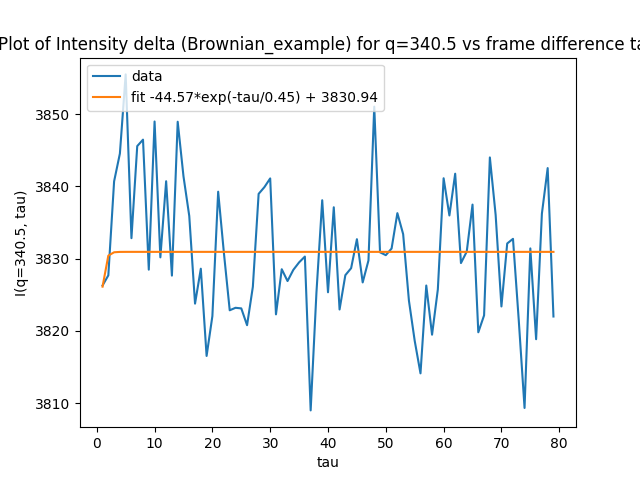 Plot of Intensity delta (Brownian_example) for q=340.5 vs frame difference ta
data
fit -44.57*exp(-tau/0.45) + 3830.94
I(q=340.5, tau)
3850
3840
3830
3820
3810
0 10 20 30 40 50 60 70 80
tau